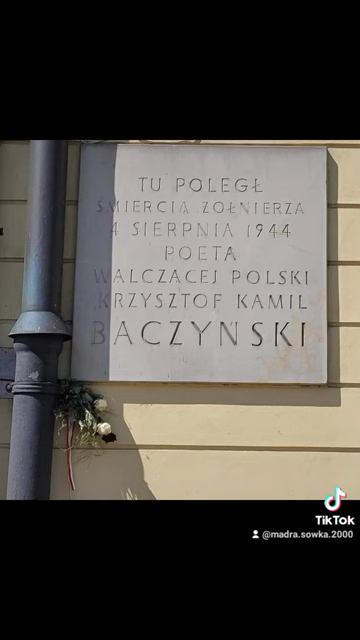 TU POLEGŁ
ŚMIERCIĄ ŻOŁNIERZA
4 SIERPNIA 1944
POETA
WALCZĄCEJ POLSKI
KRZYSZTOF KAMIL
BACZYŃSKI
TikTok
@madra.sowka.2000